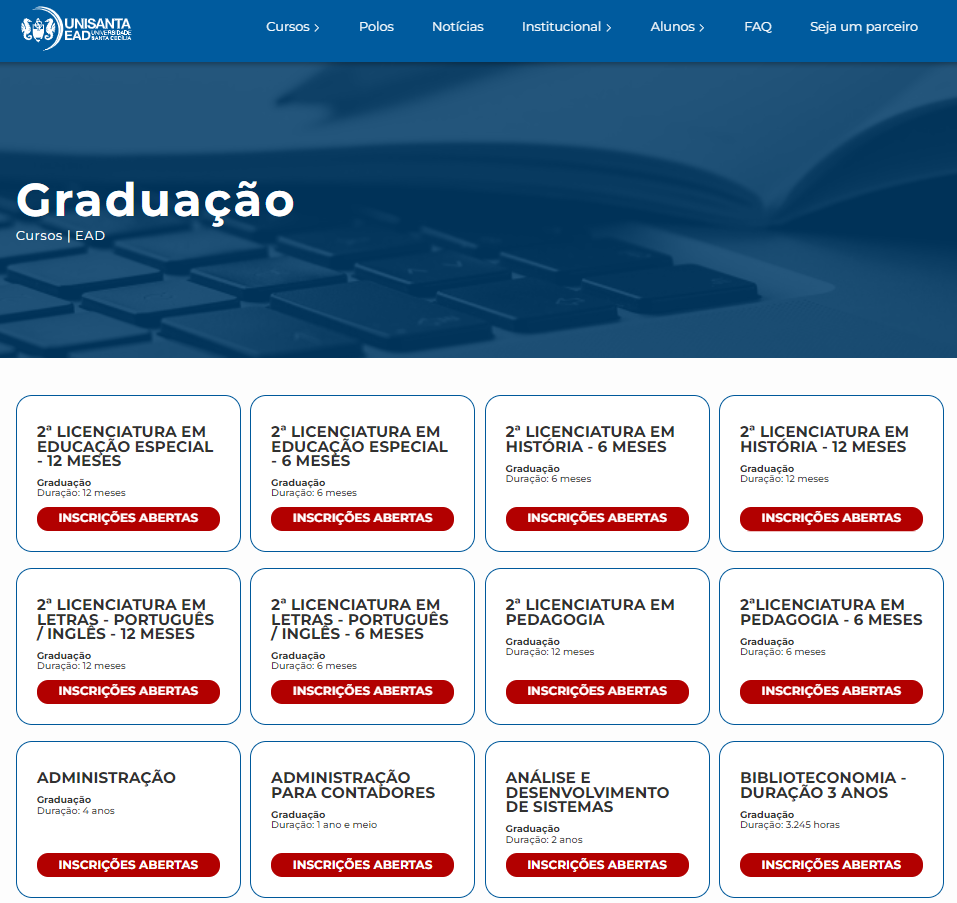 UNISANTA
EAD UNIVERSIDADE
SANTA CECÍLIA
Cursos
Polos
Notícias
Institucional
Alunos
FAQ
Seja um parceiro
Graduação
Cursos | EAD
2ª LICENCIATURA EM
EDUCAÇÃO ESPECIAL
- 12 MESES
Graduação
Duração: 12 meses
INSCRIÇÕES ABERTAS
2ª LICENCIATURA EM
EDUCAÇÃO ESPECIAL
- 6 MESES
Graduação
Duração: 6 meses
INSCRIÇÕES ABERTAS
2ª LICENCIATURA EM
HISTÓRIA - 6 MESES
Graduação
Duração: 6 meses
INSCRIÇÕES ABERTAS
2ª LICENCIATURA EM
HISTÓRIA - 12 MESES
Graduação
Duração: 12 meses
INSCRIÇÕES ABERTAS
2ª LICENCIATURA EM
LETRAS - PORTUGUÊS
/ INGLÊS - 12 MESES
Graduação
Duração: 12 meses
INSCRIÇÕES ABERTAS
2ª LICENCIATURA EM
LETRAS - PORTUGUÊS
/ INGLÊS - 6 MESES
Graduação
Duração: 6 meses
INSCRIÇÕES ABERTAS
2ª LICENCIATURA EM
PEDAGOGIA
Graduação
Duração: 12 meses
INSCRIÇÕES ABERTAS
2ªLICENCIATURA EM
PEDAGOGIA - 6 MESES
Graduação
Duração: 6 meses
INSCRIÇÕES ABERTAS
ADMINISTRAÇÃO
Graduação
Duração: 4 anos
INSCRIÇÕES ABERTAS
ADMINISTRAÇÃO
PARA CONTADORES
Graduação
Duração: 1 ano e meio
INSCRIÇÕES ABERTAS
ANÁLISE E
DESENVOLVIMENTO
DE SISTEMAS
Graduação
Duração: 2 anos
INSCRIÇÕES ABERTAS
BIBLIOTECONOMIA -
DURAÇÃO 3 ANOS
Graduação
Duração: 3.245 horas
INSCRIÇÕES ABERTAS